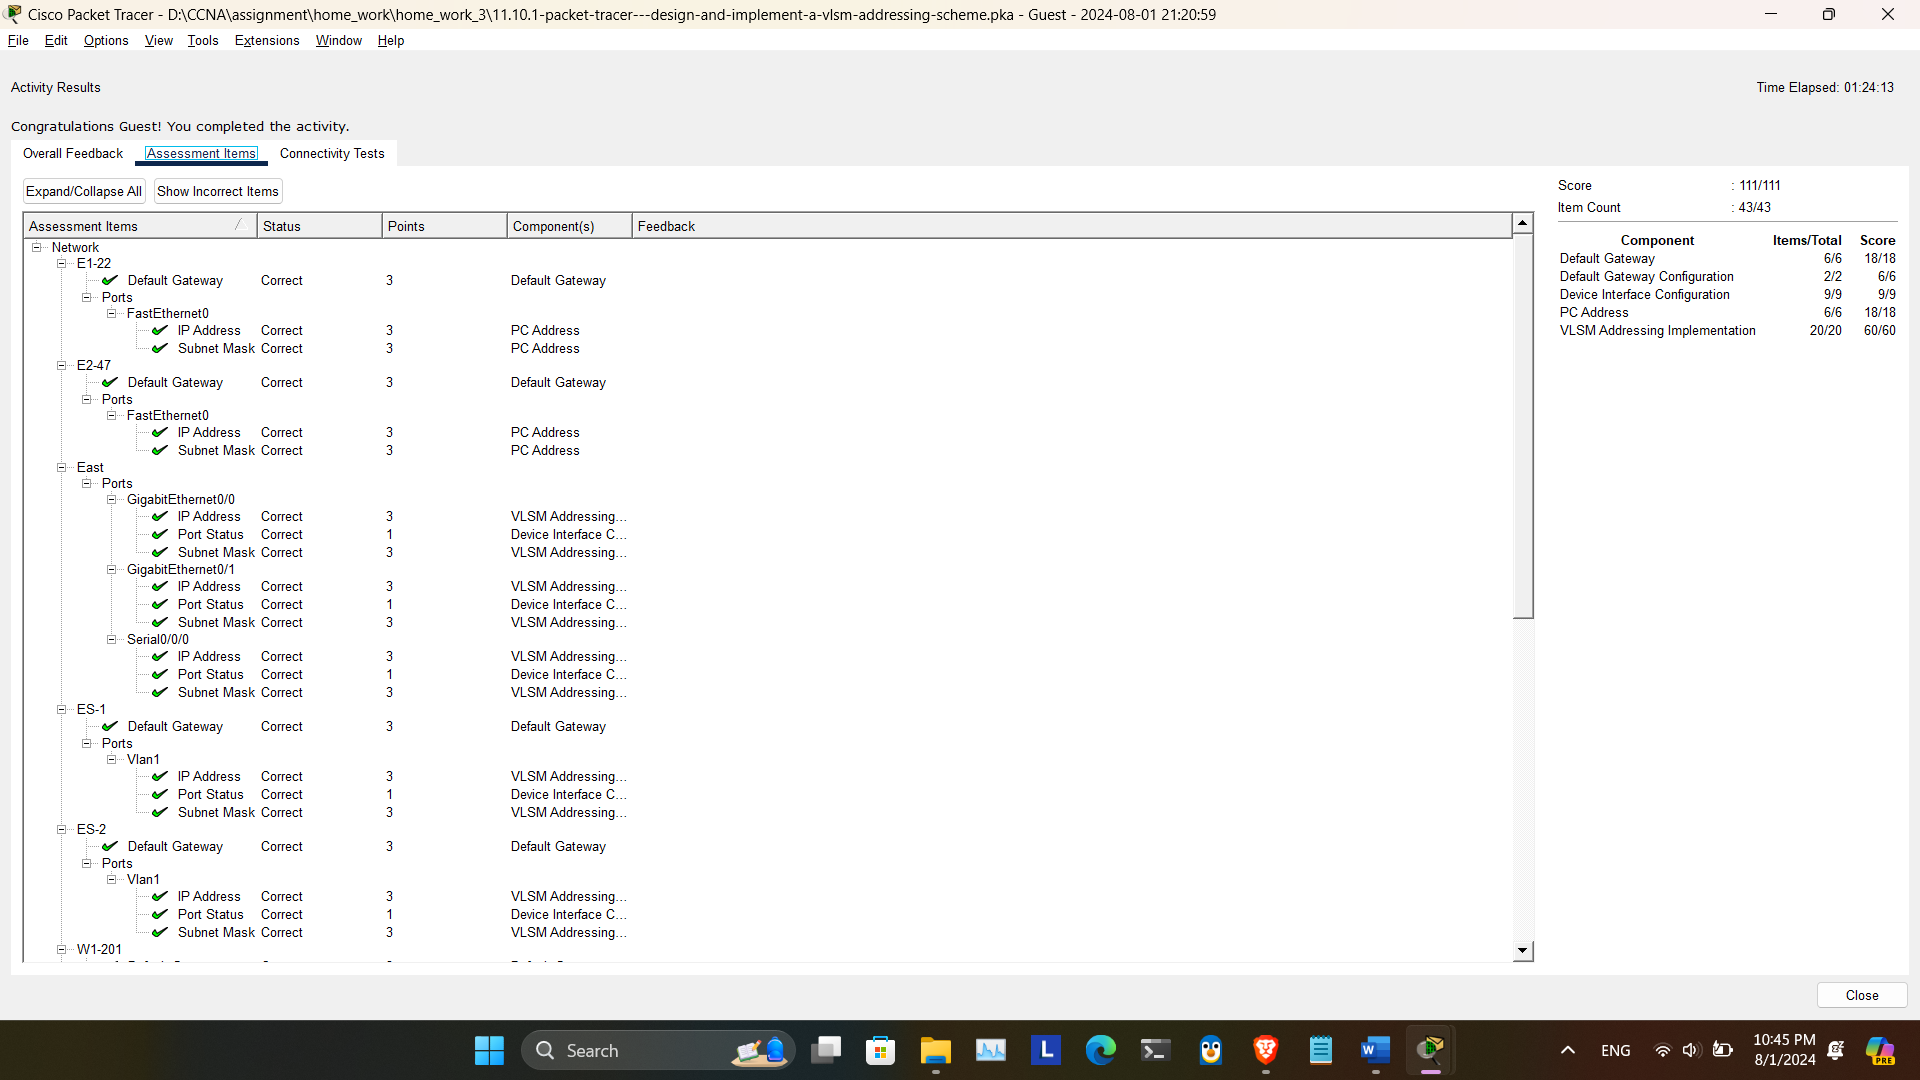 Cisco Packet Tracer - D:\CCNA\assignment\home_work\home_work_3\11.10.1-packet-tracer---design-and-implement-a-vlsm-addressing-scheme.pka - Guest - 2024-08-01 21:20:59
File Edit Options View Tools Extensions Window Help
Activity Results Time Elapsed: 01:24:13
Congratulations Guest! You completed the activity.
Overall Feedback Assessment Items Connectivity Tests
Expand/Collapse All Show Incorrect Items
Assessment Items Status Points Component(s) Feedback
Network
E1-22
Default Gateway Correct 3 Default Gateway
Ports
FastEthernet0
IP Address Correct 3 PC Address
Subnet Mask Correct 3 PC Address
E2-47
Default Gateway Correct 3 Default Gateway
Ports
FastEthernet0
IP Address Correct 3 PC Address
Subnet Mask Correct 3 PC Address
East
Ports
GigabitEthernet0/0
IP Address Correct 3 VLSM Addressing...
Port Status Correct 1 Device Interface C...
Subnet Mask Correct 3 VLSM Addressing...
GigabitEthernet0/1
IP Address Correct 3 VLSM Addressing...
Port Status Correct 1 Device Interface C...
Subnet Mask Correct 3 VLSM Addressing...
Serial0/0/0
IP Address Correct 3 VLSM Addressing...
Port Status Correct 1 Device Interface C...
Subnet Mask Correct 3 VLSM Addressing...
ES-1
Default Gateway Correct 3 Default Gateway
Ports
Vlan1
IP Address Correct 3 VLSM Addressing...
Port Status Correct 1 Device Interface C...
Subnet Mask Correct 3 VLSM Addressing...
ES-2
Default Gateway Correct 3 Default Gateway
Ports
Vlan1
IP Address Correct 3 VLSM Addressing...
Port Status Correct 1 Device Interface C...
Subnet Mask Correct 3 VLSM Addressing...
W1-201
Score : 111/111
Item Count : 43/43
Component Items/Total Score
Default Gateway 6/6 18/18
Default Gateway Configuration 2/2 6/6
Device Interface Configuration 9/9 9/9
PC Address 6/6 18/18
VLSM Addressing Implementation 20/20 60/60
Close
Search
L
W
ENG
10:45 PM
8/1/2024
PRE